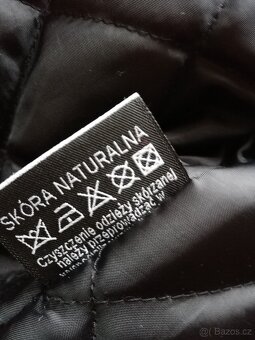 SKÓRA NATURALNA
Czyszczenie odzieży skórzanej
należy przeprowadzać w
Bazos.cz